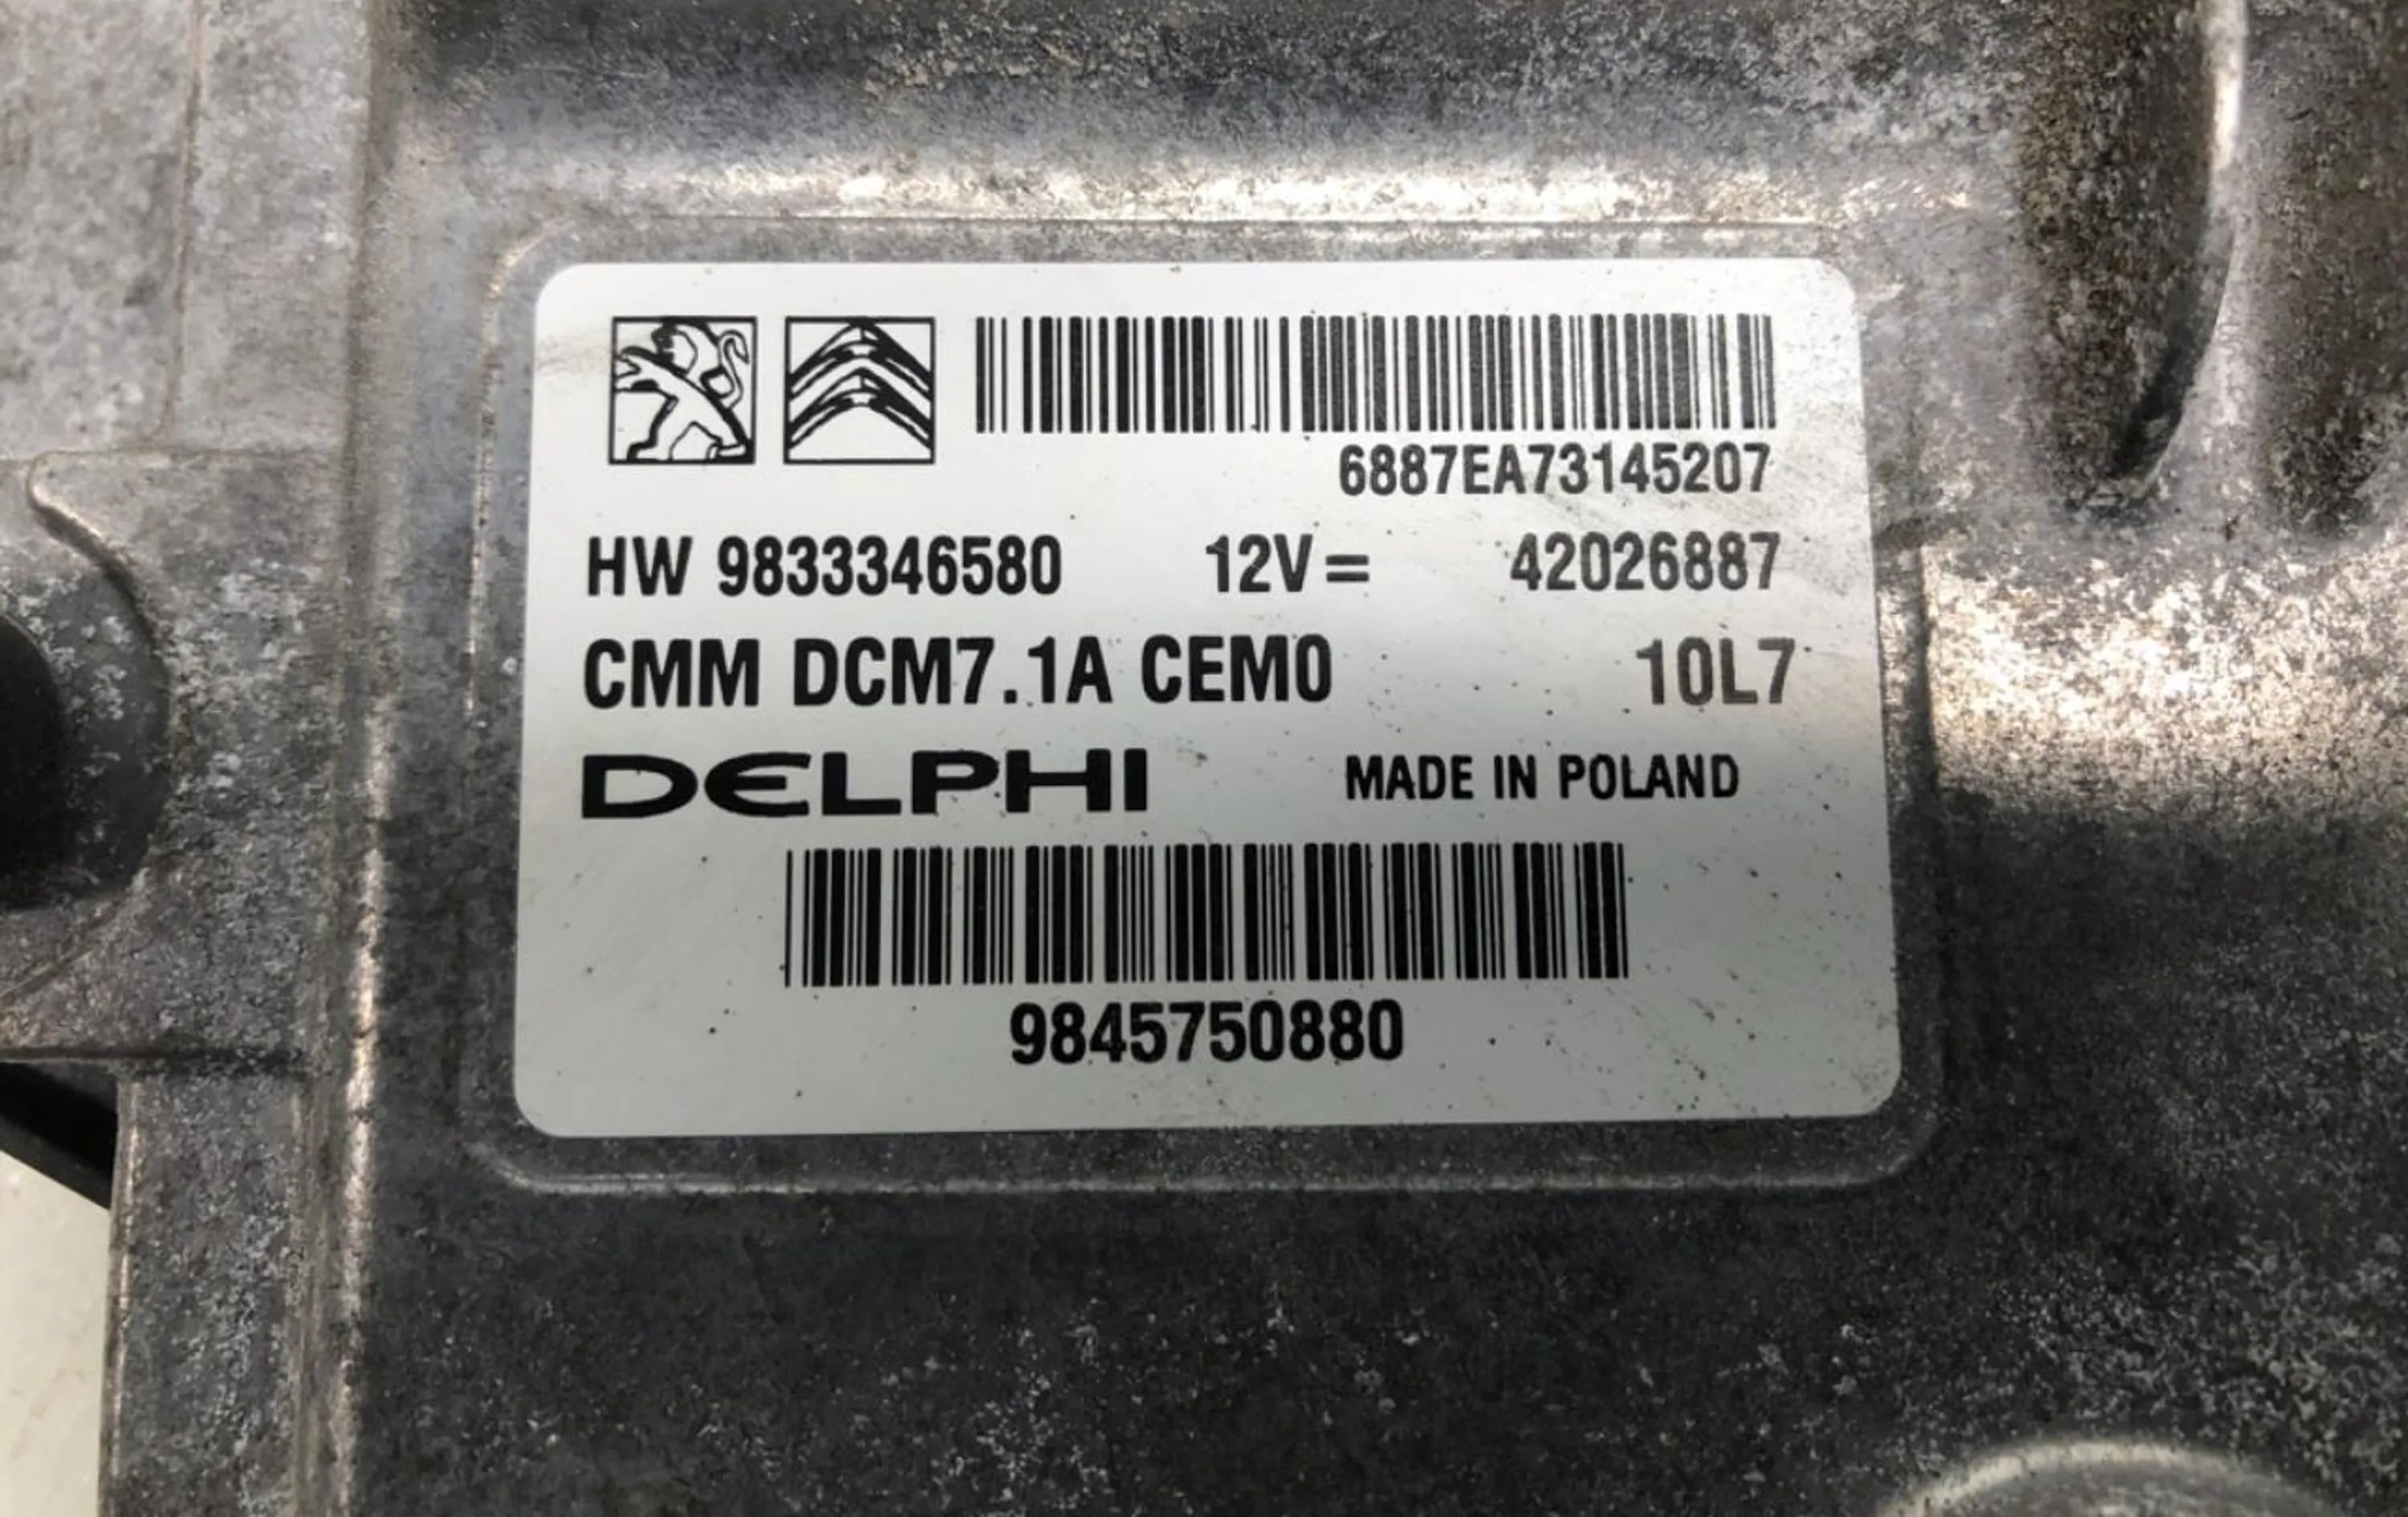 6887EA73145207
HW 9833346580 12V= 42026887
CMM DCM7.1A CEM0 10L7
DELPHI MADE IN POLAND
9845750880